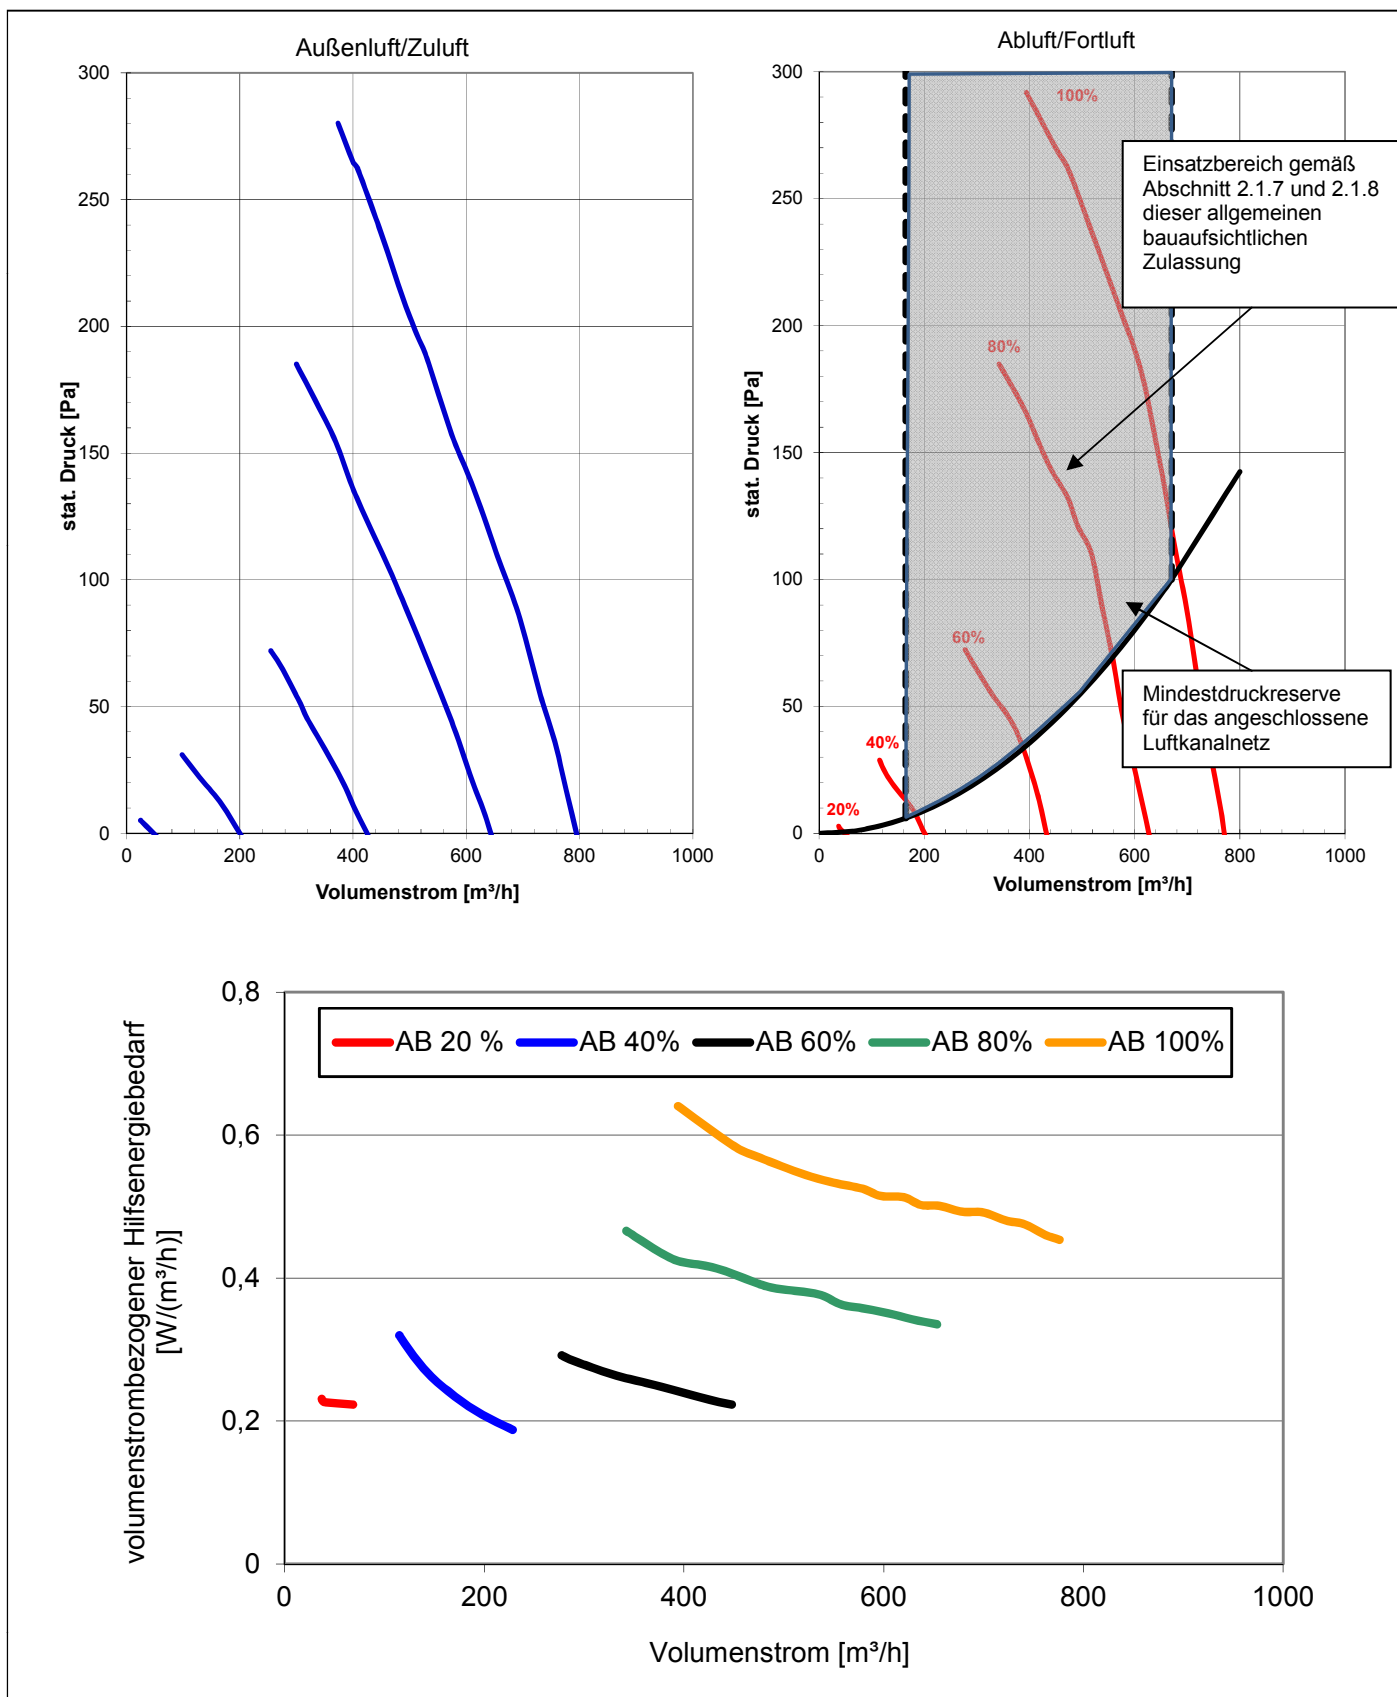 Außenluft/Zuluft
300
250
200
150
100
50
0
stat. Druck [Pa]
0 200 400 600 800 1000
Volumenstrom [m³/h]
Abluft/Fortluft
300
250
200
150
100
50
0
stat. Druck [Pa]
100%
80%
60%
40%
20%
Einsatzbereich gemäß
Abschnitt 2.1.7 und 2.1.8
dieser allgemeinen
bauaufsichtlichen
Zulassung
Mindestdruckreserve
für das angeschlossene
Luftkanalnetz
0 200 400 600 800 1000
Volumenstrom [m³/h]
volumenstrombezogener Hilfsenergiebedarf
[W/(m³/h)]
0,8
0,6
0,4
0,2
0
AB 20 % AB 40% AB 60% AB 80% AB 100%
0 200 400 600 800 1000
Volumenstrom [m³/h]